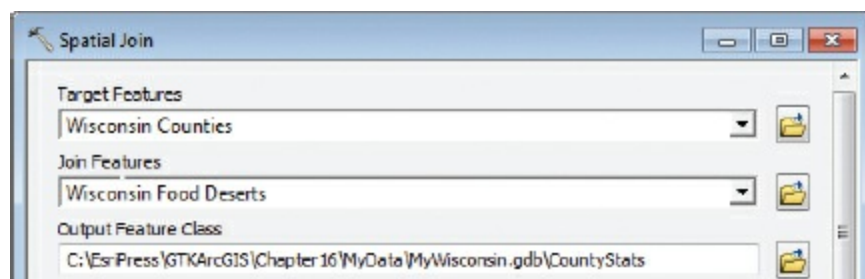 Spatial Join
Target Features
Wisconsin Counties
Join Features
Wisconsin Food Deserts
Output Feature Class
C:\EsriPress\GTKArcGIS\Chapter16\MyData\MyWisconsin.gdb\CountyStats